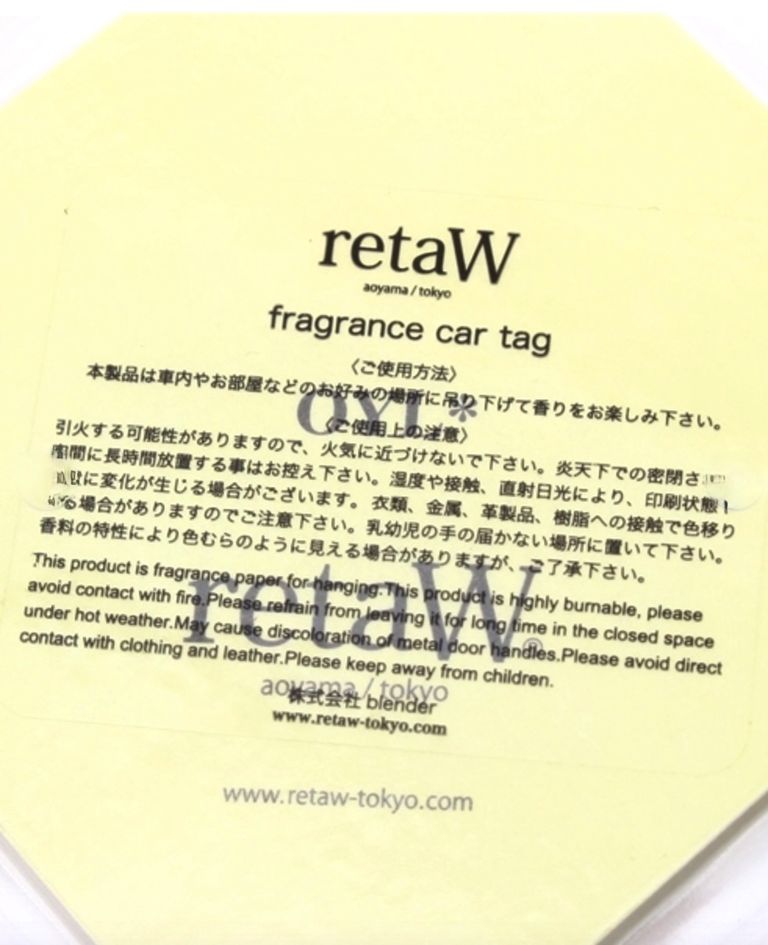 retaW
aoyama / tokyo
fragrance car tag
〈ご使用方法〉
本製品は車内やお部屋などのお好みの場所に吊り下げて香りをお楽しみ下さい。
〈ご使用上の注意〉
引火する可能性がありますので、火気に近づけないで下さい。炎天下での密閉さ
間に長時間放置する事はお控え下さい。湿度や接触、直射日光により、印刷状態
に変化が生じる場合がございます。衣類、金属、革製品、樹脂への接触で色移り
る場合がありますのでご注意下さい。乳幼児の手の届かない場所に置いて下さい。
香料の特性により色むらのように見える場合がありますが、ご了承下さい。
This product is fragrance paper for hanging.This product is highly burnable, please
avoid contact with fire.Please refrain from leaving it for long time in the closed space
under hot weather.May cause discoloration of metal door handles.Please avoid direct
contact with clothing and leather.Please keep away from children.
retaW®
aoyama / tokyo
株式会社 blender
www.retaw-tokyo.com
www.retaw-tokyo.com